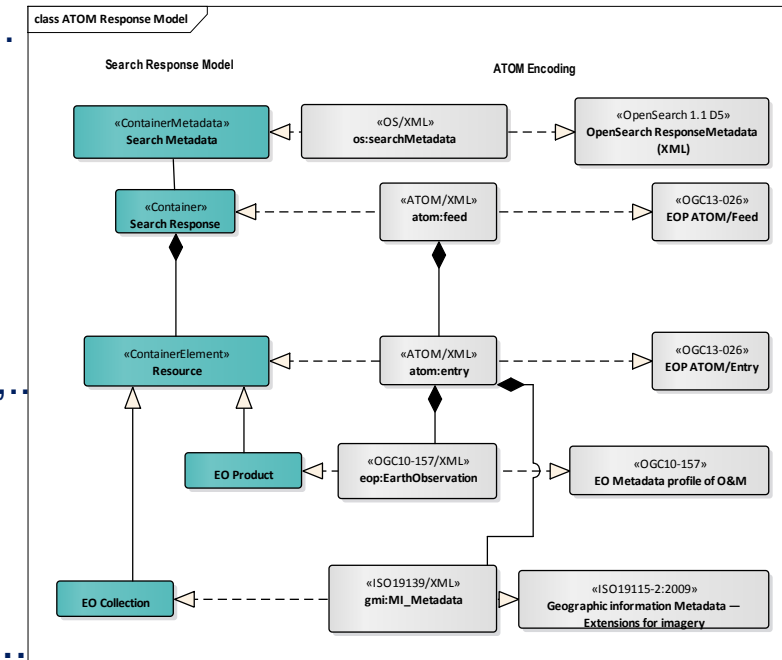 class ATOM Response Model
Search Response Model
ATOM Encoding
«ContainerMetadata»
Search Metadata
«OS/XML»
os:searchMetadata
«OpenSearch 1.1 D5»
OpenSearch ResponseMetadata
(XML)
«Container»
Search Response
«ATOM/XML»
atom:feed
«OGC13-026»
EOP ATOM/Feed
«ContainerElement»
Resource
«ATOM/XML»
atom:entry
«OGC13-026»
EOP ATOM/Entry
EO Product
«OGC10-157/XML»
eop:EarthObservation
«OGC10-157»
EO Metadata profile of O&M
EO Collection
«ISO19139/XML»
gmi:MI_Metadata
«ISO19115-2:2009»
Geographic information Metadata —
Extensions for imagery